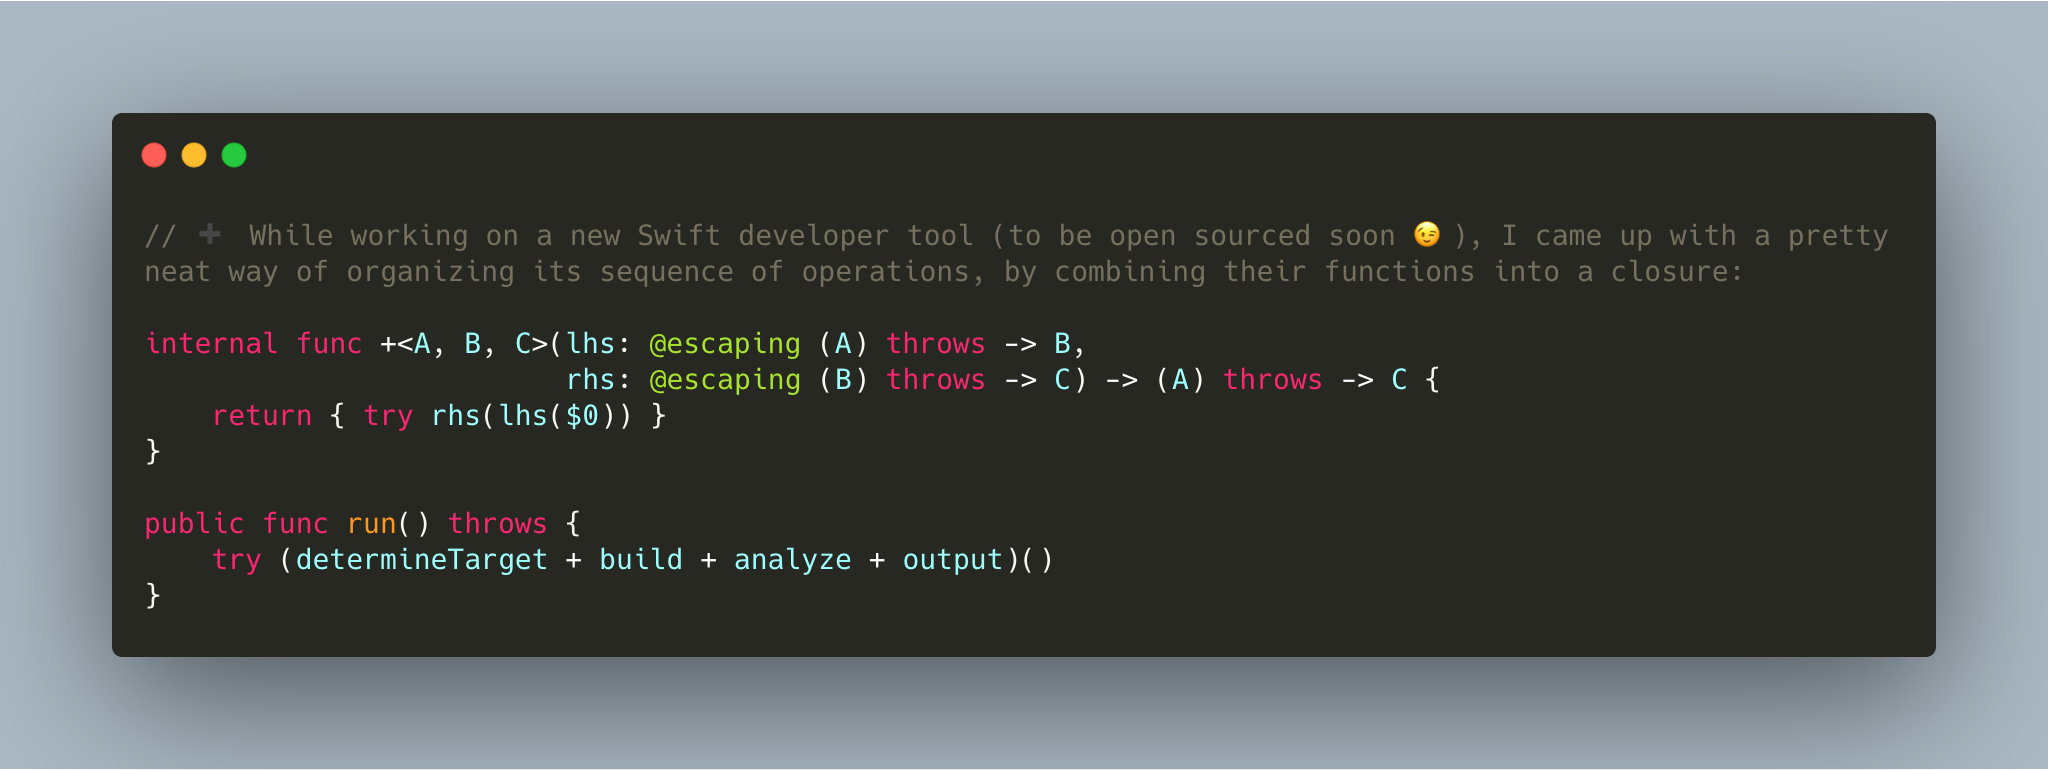 // ➕ While working on a new Swift developer tool (to be open sourced soon 😉), I came up with a pretty
neat way of organizing its sequence of operations, by combining their functions into a closure:
internal func +<A, B, C>(lhs: @escaping (A) throws -> B,
                         rhs: @escaping (B) throws -> C) -> (A) throws -> C {
    return { try rhs(lhs($0)) }
}
public func run() throws {
    try (determineTarget + build + analyze + output)()
}